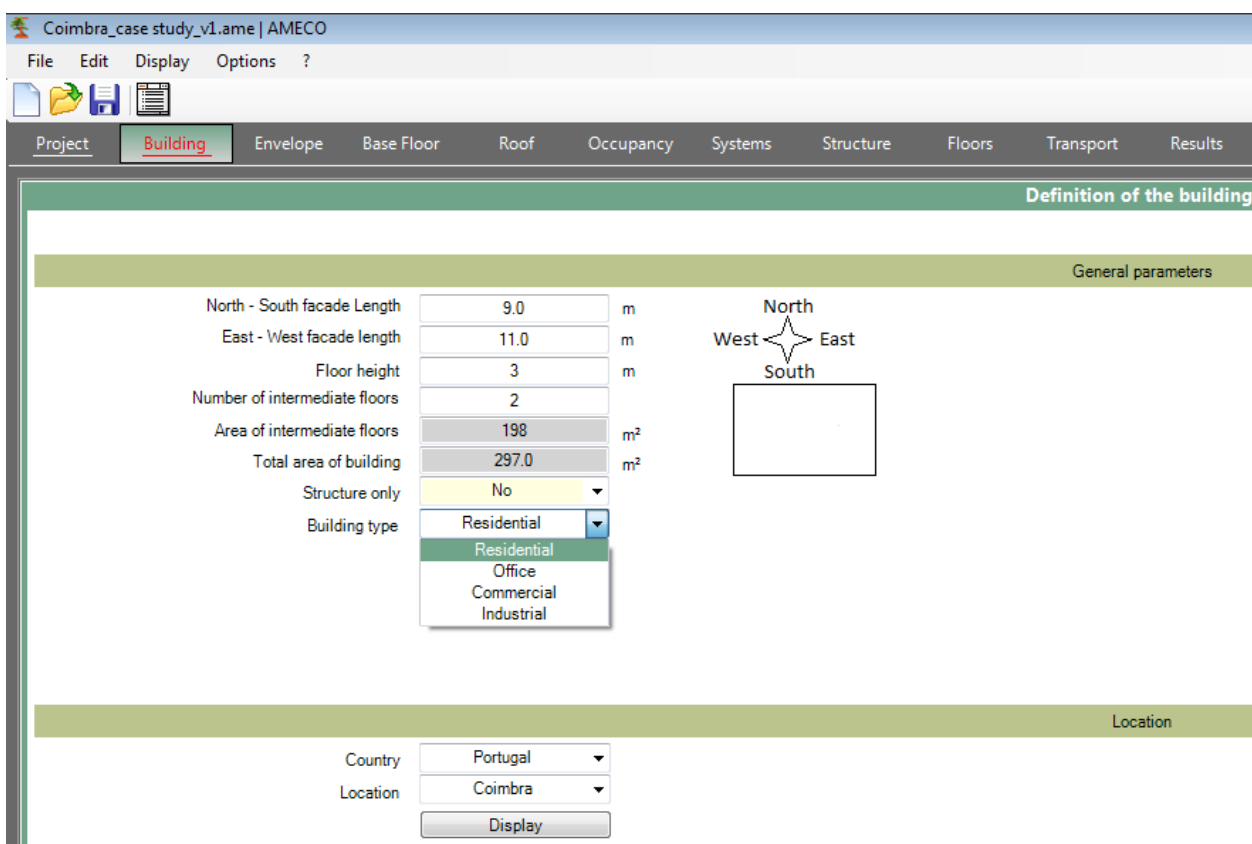 Coimbra_case study_v1.ame | AMECO
File Edit Display Options ?
Project Building Envelope Base Floor Roof Occupancy Systems Structure Floors Transport Results
Definition of the building
General parameters
North - South facade Length 9.0 m
East - West facade length 11.0 m
Floor height 3 m
Number of intermediate floors 2
Area of intermediate floors 198 m²
Total area of building 297.0 m²
Structure only No
Building type Residential
Residential
Office
Commercial
Industrial
North
West East
South
Location
Country Portugal
Location Coimbra
Display